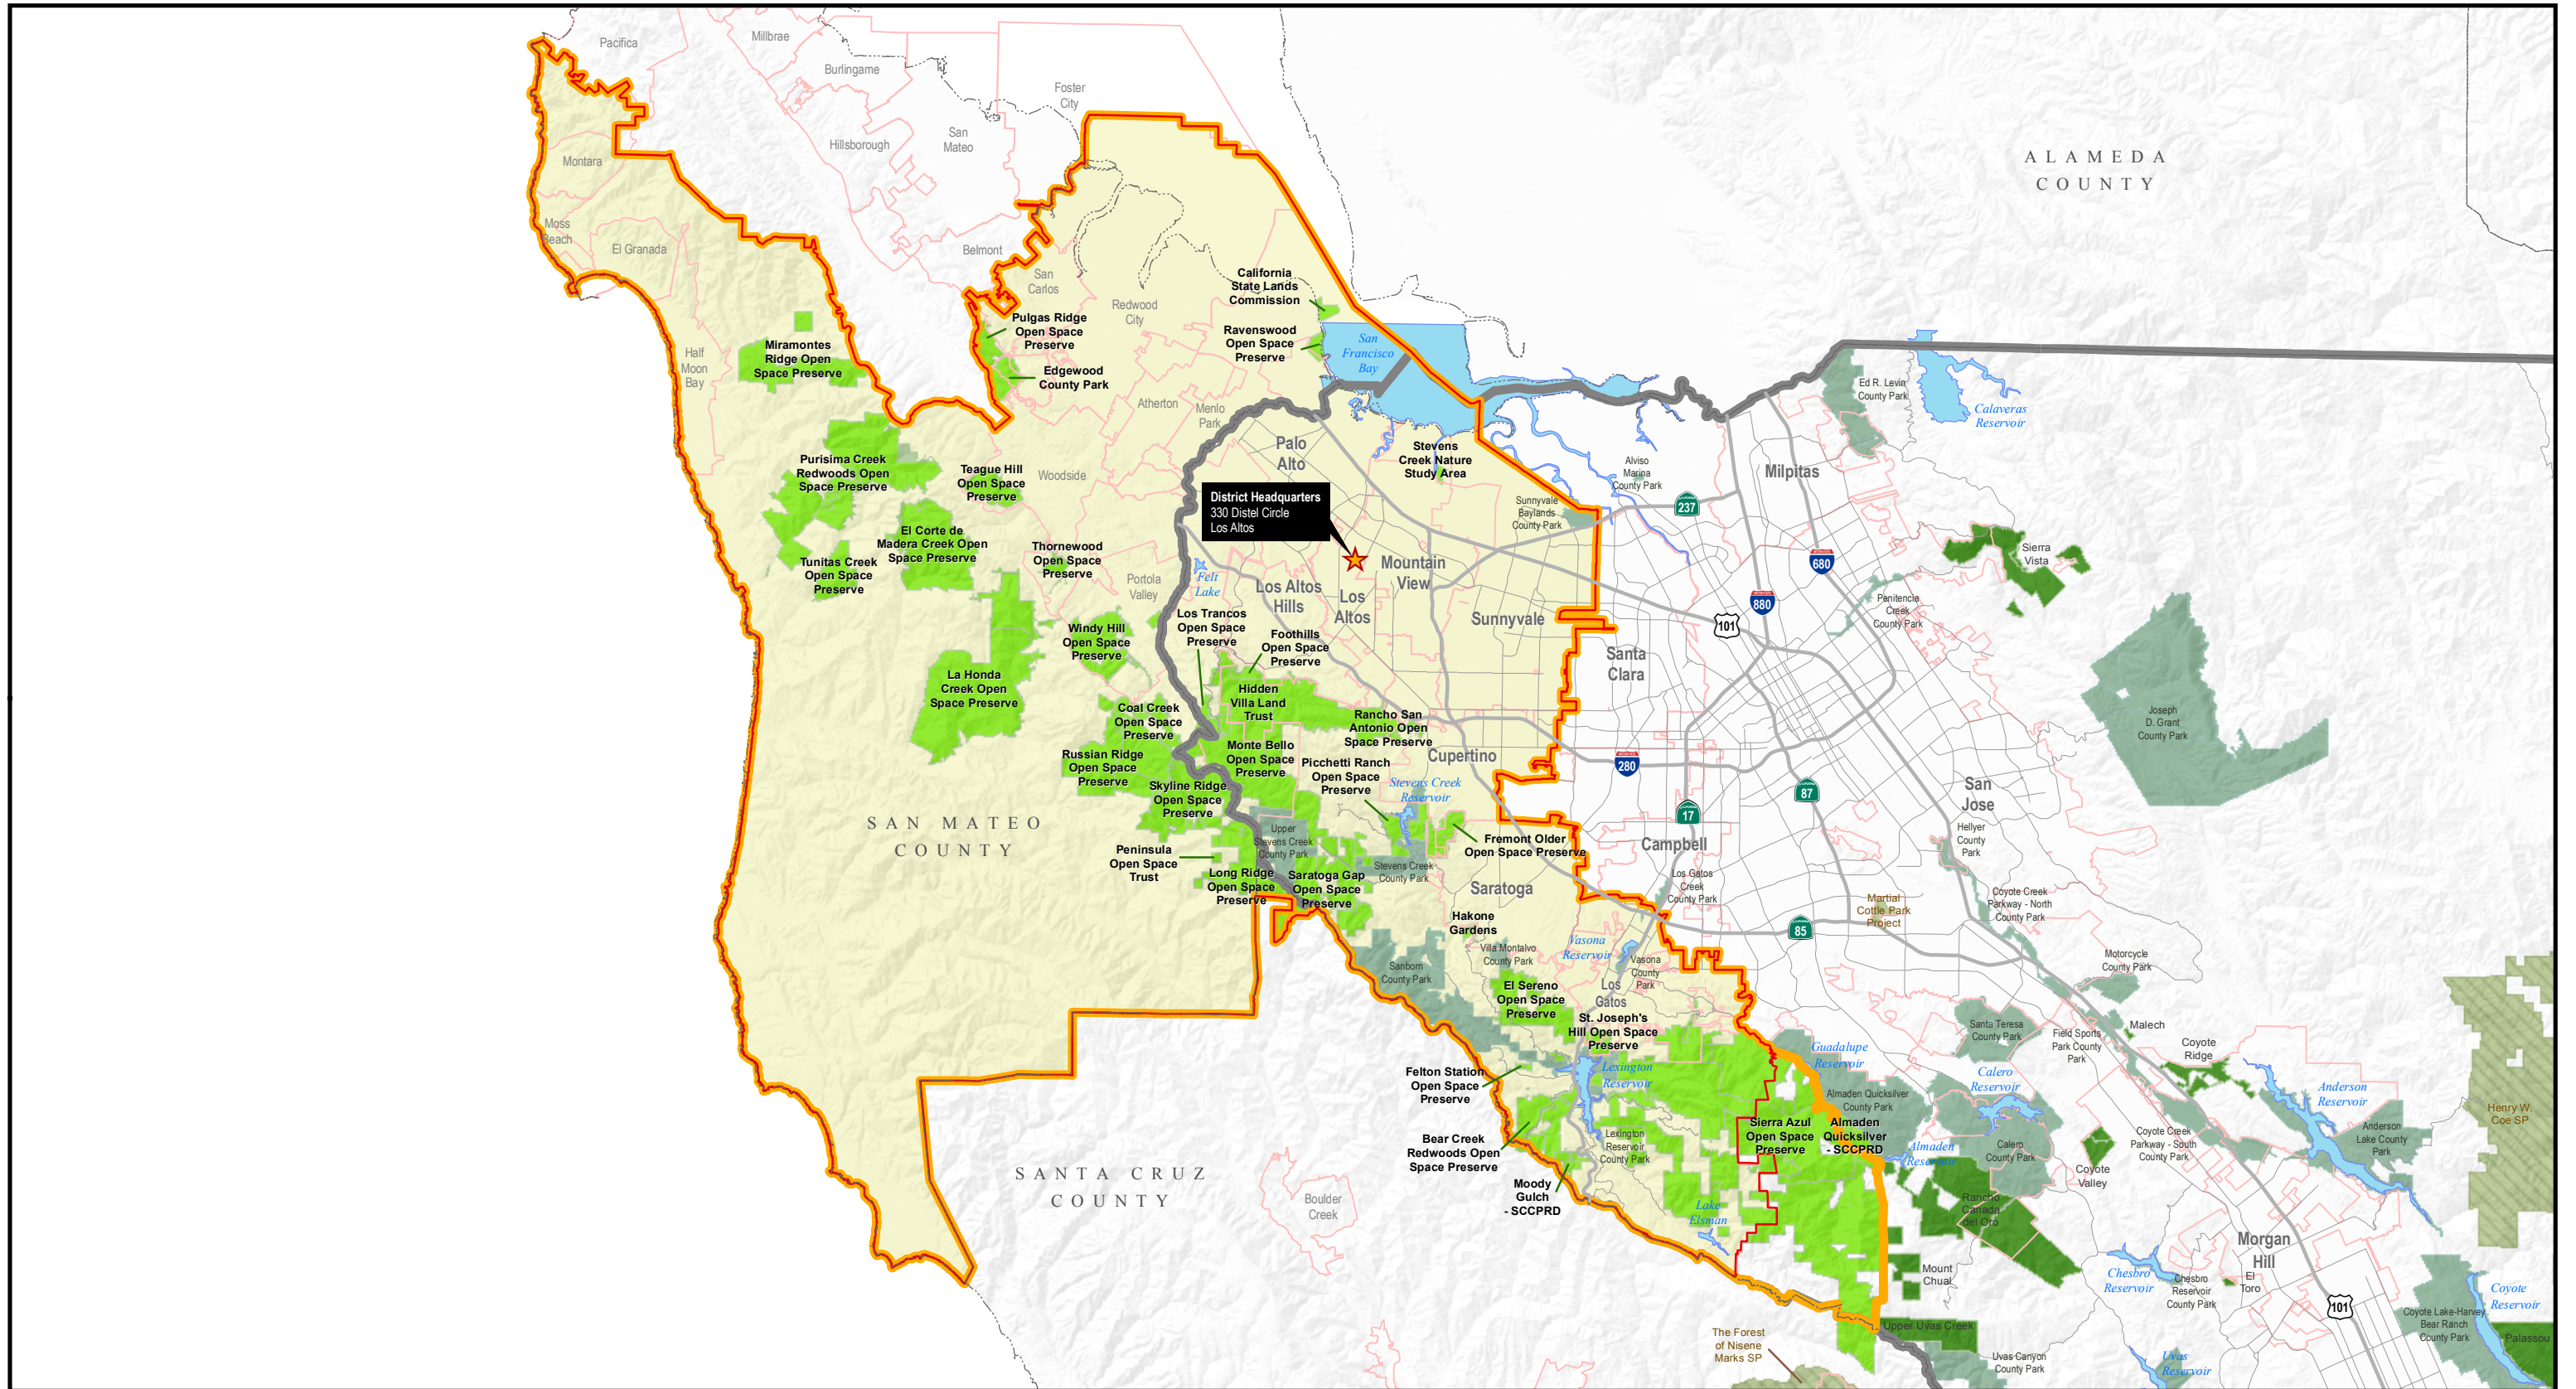 Pacifica
Millbrae
Burlingame
Foster
City
San
Mateo
Hillsborough
Montara
Moss
Beach
El Granada
Belmont
San
Carlos
Redwood
City
Half
Moon
Bay
Atherton
Menlo
Park
Woodside
Portola
Valley
ALAMEDA
COUNTY
California
State Lands
Commission
Ravenswood
Open Space
Preserve
San
Francisco
Bay
Pulgas Ridge
Open Space
Preserve
Edgewood
County Park
Miramontes
Ridge Open
Space Preserve
Purisima Creek
Redwoods Open
Space Preserve
Teague Hill
Open Space
Preserve
El Corte de
Madera Creek Open
Space Preserve
Tunitas Creek
Open Space
Preserve
Thornewood
Open Space
Preserve
Windy Hill
Open Space
Preserve
La Honda
Creek Open
Space Preserve
Palo
Alto
Stevens
Creek Nature
Study Area
District Headquarters
330 Distel Circle
Los Altos
Mountain
View
Los Altos
Hills
Los
Altos
Sunnyvale
Felt
Lake
Los Trancos
Open Space
Preserve
Foothills
Open Space
Preserve
Hidden
Villa Land
Trust
Rancho San
Antonio Open
Space Preserve
Coal Creek
Open Space
Preserve
Monte Bello
Open Space
Preserve
Russian Ridge
Open Space
Preserve
Skyline Ridge
Open Space
Preserve
Picchetti Ranch
Open Space
Preserve
Cupertino
Stevens Creek
Reservoir
Fremont Older
Open Space Preserve
Upper
Stevens Creek
County Park
Stevens Creek
County Park
Peninsula
Open Space
Trust
Long Ridge
Open Space
Preserve
Saratoga Gap
Open Space
Preserve
Saratoga
Hakone
Gardens
SAN MATEO
COUNTY
SANTA CRUZ
COUNTY
Boulder
Creek
Sunnyvale
Baylands
County Park
Alviso
Marina
County Park
Milpitas
Ed R. Levin
County Park
Calaveras
Reservoir
237
680
880
101
280
17
87
85
Santa
Clara
Penitencia
Creek
County Park
Sierra
Vista
Joseph
D. Grant
County Park
San
Jose
Hellyer
County
Park
Campbell
Los Gatos
Creek
County Park
Martial
Cottle Park
Project
Coyote Creek
Parkway - North
County Park
Motorcycle
County Park
Villa Montalvo
County Park
Vasona
Reservoir
Vasona
County
Park
Sanborn
County Park
El Sereno
Open Space
Preserve
Los
Gatos
St. Joseph's
Hill Open Space
Preserve
Lexington
Reservoir
Felton Station
Open Space
Preserve
Bear Creek
Redwoods Open
Space Preserve
Lexington
Reservoir
County Park
Moody
Gulch
- SCCPRD
Lake
Elsman
Sierra Azul
Open Space
Preserve
Almaden
Quicksilver
- SCCPRD
Guadalupe
Reservoir
Almaden Quicksilver
County Park
Almaden
Reservoir
Santa Teresa
County Park
Calero
Reservoir
Calero
County Park
Field Sports
Park County
Park
Malech
Coyote
Ridge
Anderson
Reservoir
Anderson
Lake County
Park
Henry W.
Coe SP
Coyote Creek
Parkway - South
County Park
Coyote
Valley
Rancho
Canada
del Oro
Mount
Chual
Morgan
Hill
El
Toro
Chesbro
Reservoir
Chesbro
Reservoir
County Park
101
Coyote
Reservoir
Coyote Lake-Harvey
Bear Ranch
County Park
Palassou
Upper Uvas Creek
Uvas Canyon
County Park
Uvas
Reservoir
The Forest
of Nisene
Marks SP